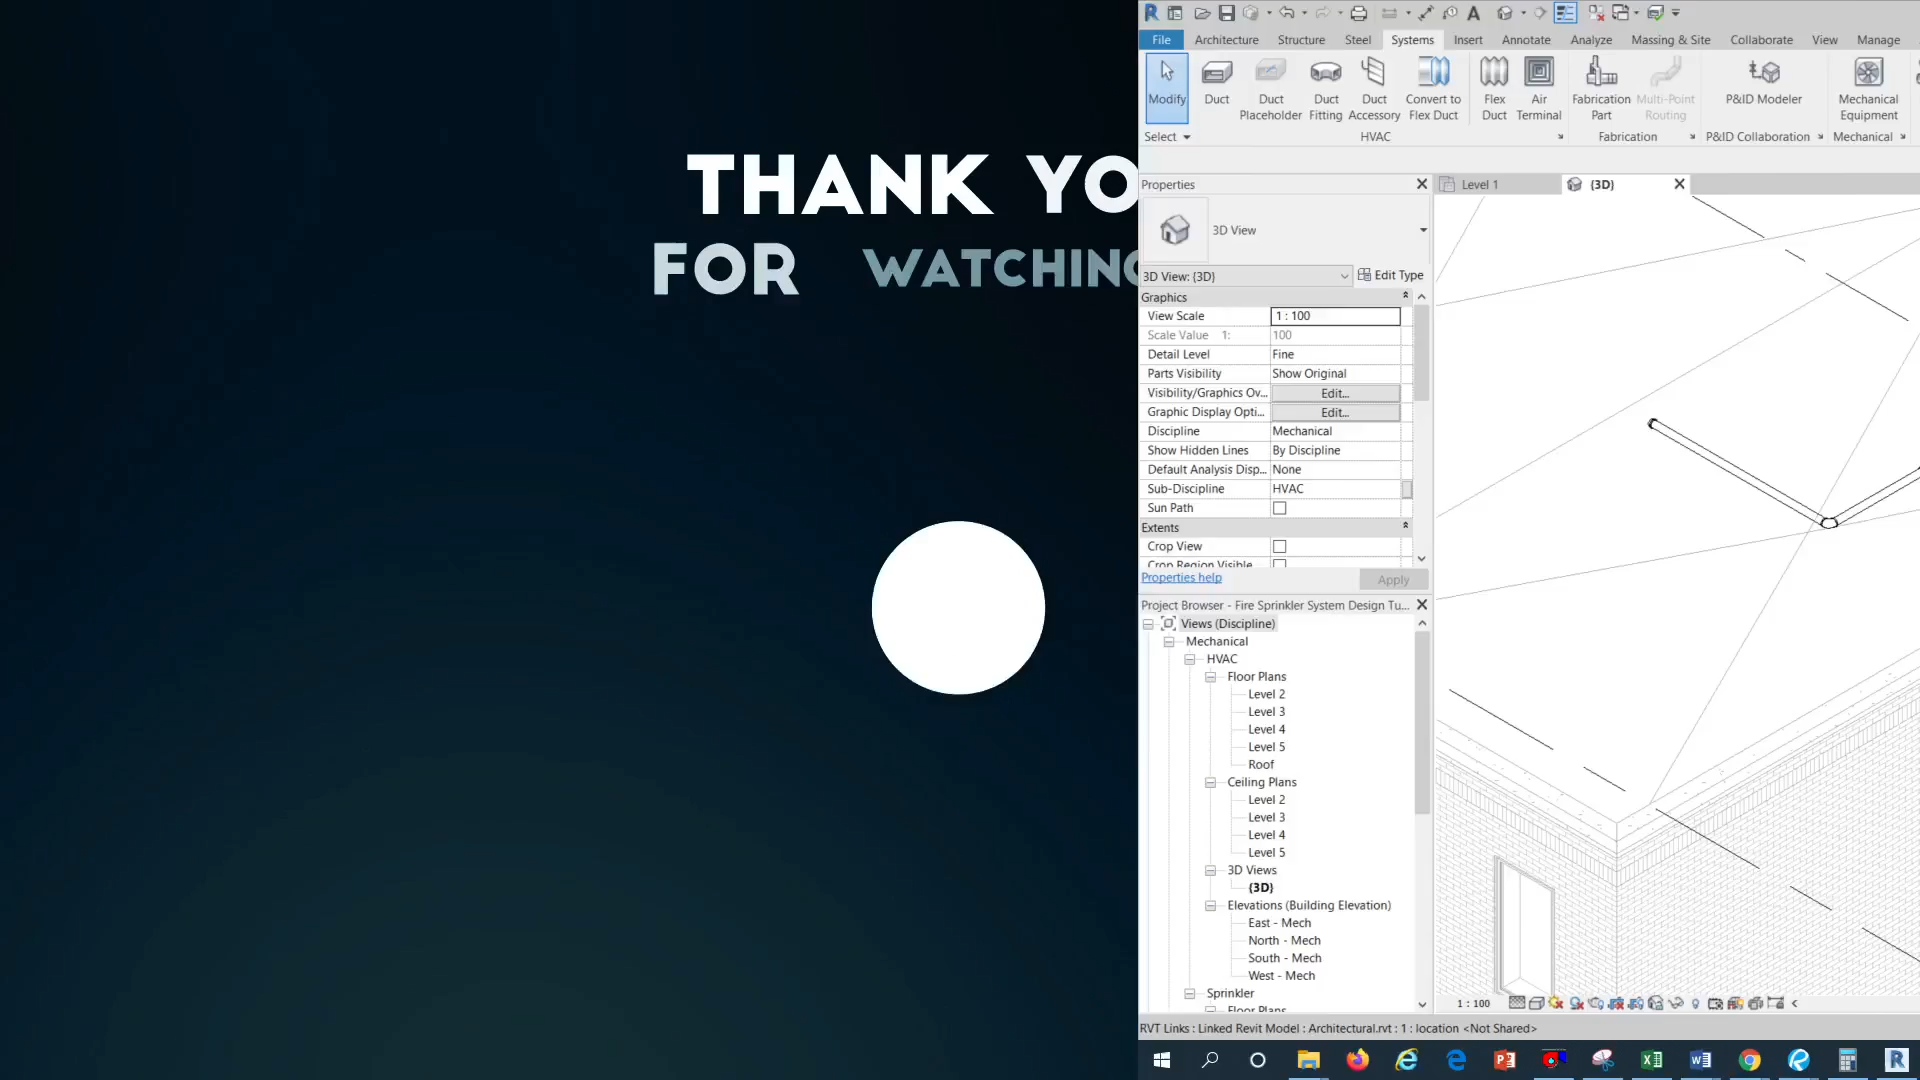 THANK YO
FOR WATCHING
File Architecture Structure Steel Systems Insert Annotate Analyze Massing & Site Collaborate View Manage
Modify
Duct
Duct Placeholder
Duct Fitting
Duct Accessory
Convert to Flex Duct
Flex Duct
Air Terminal
Fabrication Part
Multi-Point Routing
P&ID Modeler
Mechanical Equipment
Select HVAC Fabrication P&ID Collaboration Mechanical
Properties
Level 1
{3D}
3D View
3D View: {3D}
Edit Type
Graphics
View Scale 1 : 100
Scale Value 1: 100
Detail Level Fine
Parts Visibility Show Original
Visibility/Graphics Ov... Edit...
Graphic Display Opti... Edit...
Discipline Mechanical
Show Hidden Lines By Discipline
Default Analysis Disp... None
Sub-Discipline HVAC
Sun Path
Extents
Crop View
Crop Region Visible
Properties help Apply
Project Browser - Fire Sprinkler System Design Tu...
Views (Discipline)
Mechanical
HVAC
Floor Plans
Level 2
Level 3
Level 4
Level 5
Roof
Ceiling Plans
Level 2
Level 3
Level 4
Level 5
3D Views
{3D}
Elevations (Building Elevation)
East - Mech
North - Mech
South - Mech
West - Mech
Sprinkler
Floor Plans
1 : 100
RVT Links : Linked Revit Model : Architectural.rvt : 1 : location <Not Shared>